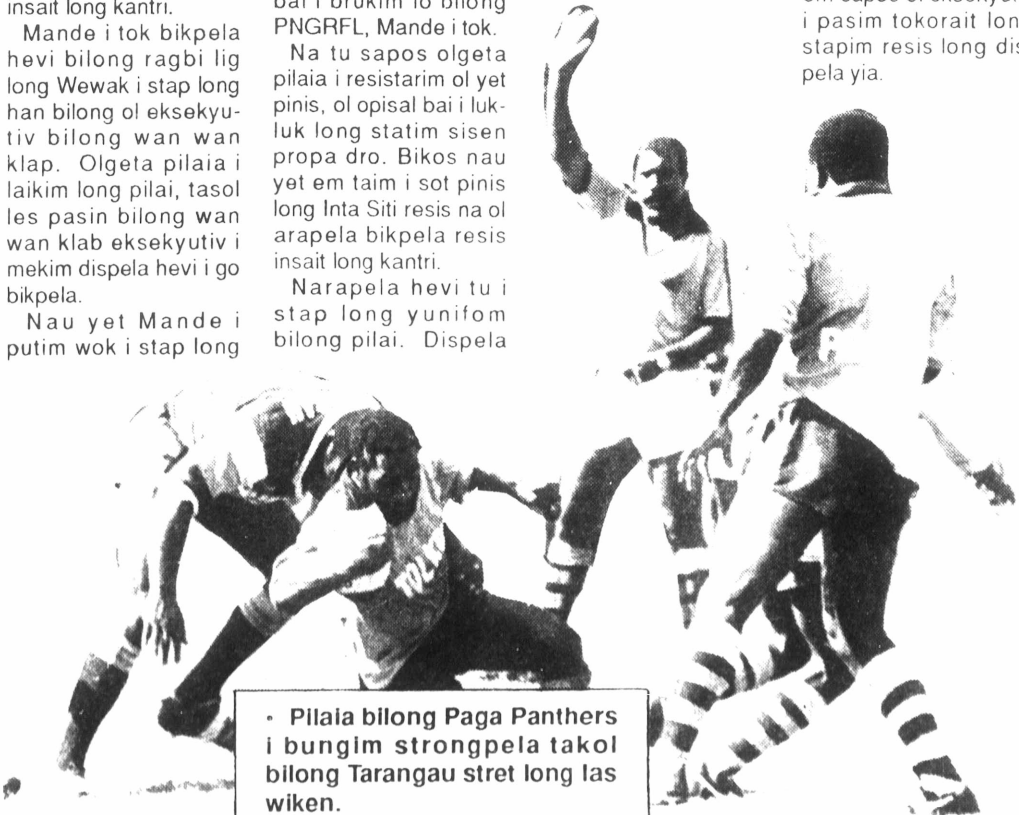 insait long kantri.
Mande i tok bikpela
hevi bilong ragbi lig
long Wewak i stap long
han bilong ol eksekyu-
tiv bilong wan wan
klap. Olgeta pilaia i
laikim long pilai, tasol
les pasin bilong wan
wan klab eksekyutiv i
mekim dispela hevi i go
bikpela.
Nau yet Mande i
putim wok i stap long
bai i brukim lo bilong
PNGRFL, Mande i tok.
Na tu sapos olgeta
pilaia i resistarim ol yet
pinis, ol opisal bai i luk-
luk long statim sisen
propa dro. Bikos nau
yet em taim i sot pinis
long Inta Siti resis na ol
arapela bikpela resis
insait long kantri.
Narapela hevi tu i
stap long yunifom
bilong pilai. Dispela
i pasim tokorait lon
stapim resis long dis
pela yia.
• Pilaia bilong Paga Panthers
i bungim strongpela takol
bilong Tarangau stret long las
wiken.